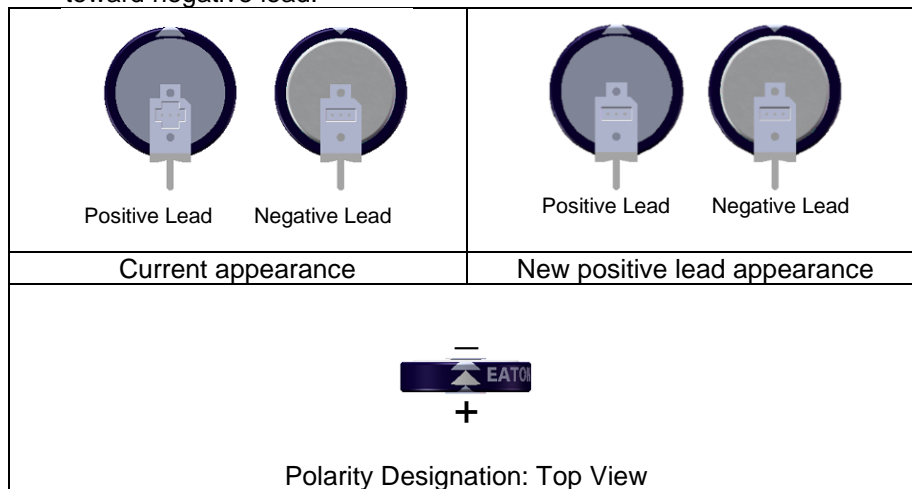 toward negative lead.
Positive Lead Negative Lead
Positive Lead Negative Lead
Current appearance
New positive lead appearance
–
EATON
+
Polarity Designation: Top View